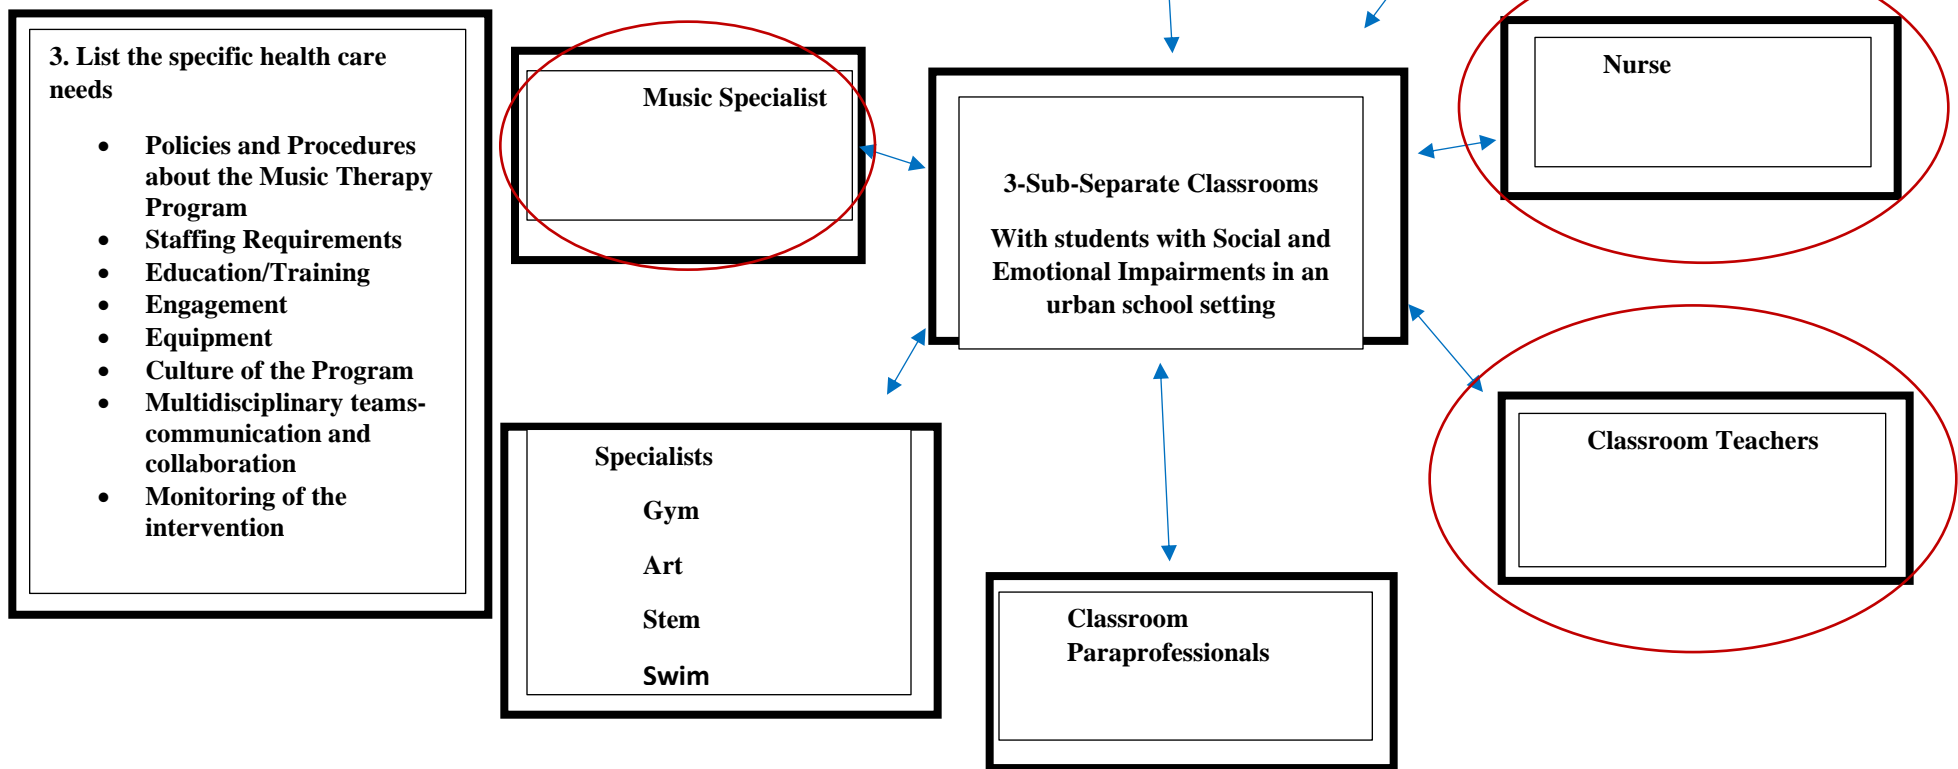 3. List the specific health care
needs
• Policies and Procedures
about the Music Therapy
Program
• Staffing Requirements
• Education/Training
• Engagement
• Equipment
• Culture of the Program
• Multidisciplinary teams-
communication and
collaboration
• Monitoring of the
intervention
Music Specialist
3-Sub-Separate Classrooms
With students with Social and
Emotional Impairments in an
urban school setting
Nurse
Specialists
Gym
Art
Stem
Swim
Classroom
Paraprofessionals
Classroom Teachers